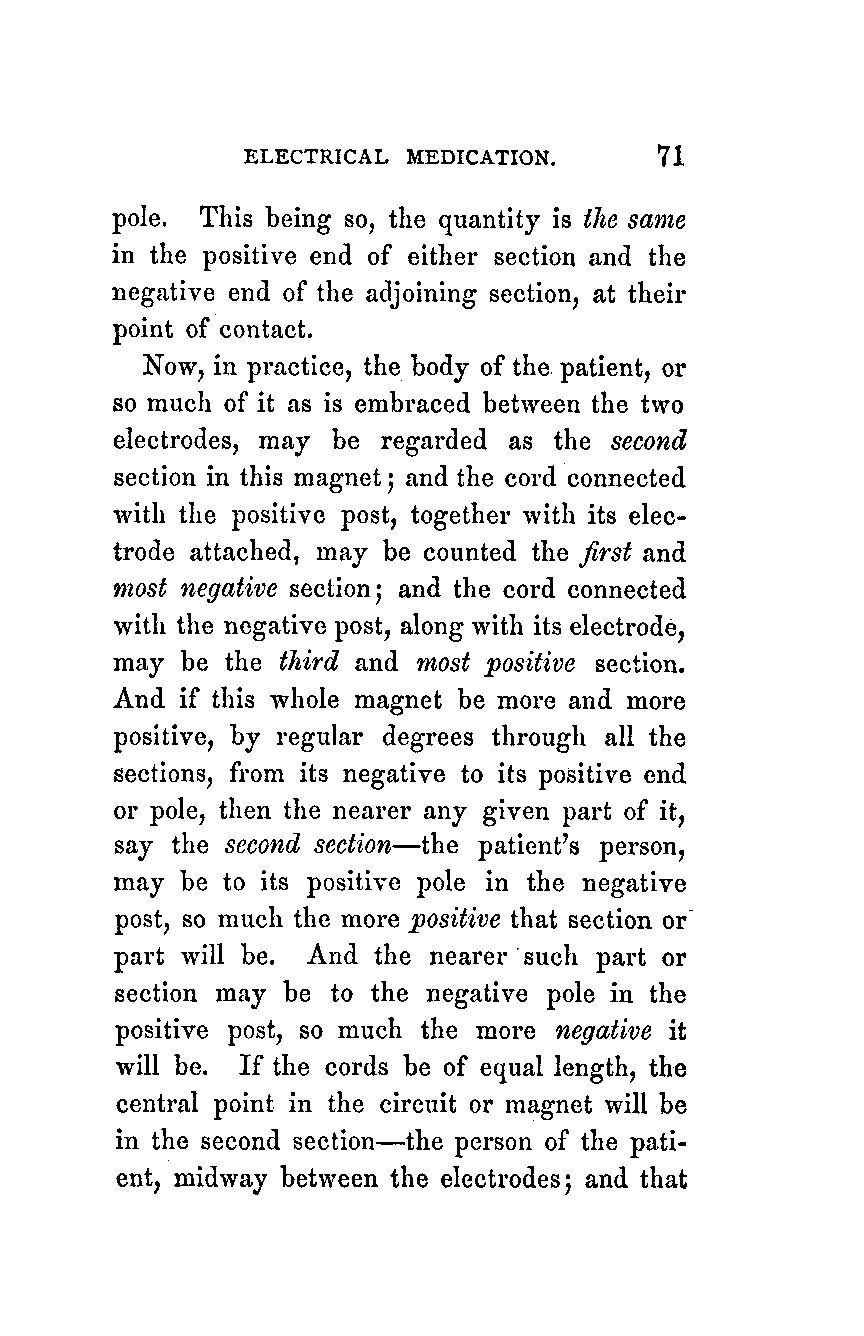 ELECTRICAL MEDICATION. 71
pole. This being so, the quantity is the same
in the positive end of either section and the
negative end of the adjoining section, at their
point of contact.
Now, in practice, the body of the patient, or
so much of it as is embraced between the two
electrodes, may be regarded as the second
section in this magnet; and the cord connected
with the positive post, together with its elec-
trode attached, may be counted the first and
most negative section; and the cord connected
with the negative post, along with its electrode,
may be the third and most positive section.
And if this whole magnet be more and more
positive, by regular degrees through all the
sections, from its negative to its positive end
or pole, then the nearer any given part of it,
say the second section—the patient's person,
may be to its positive pole in the negative
post, so much the more positive that section or
part will be. And the nearer such part or
section may be to the negative pole in the
positive post, so much the more negative it
will be. If the cords be of equal length, the
central point in the circuit or magnet will be
in the second section—the person of the pati-
ent, midway between the electrodes; and that